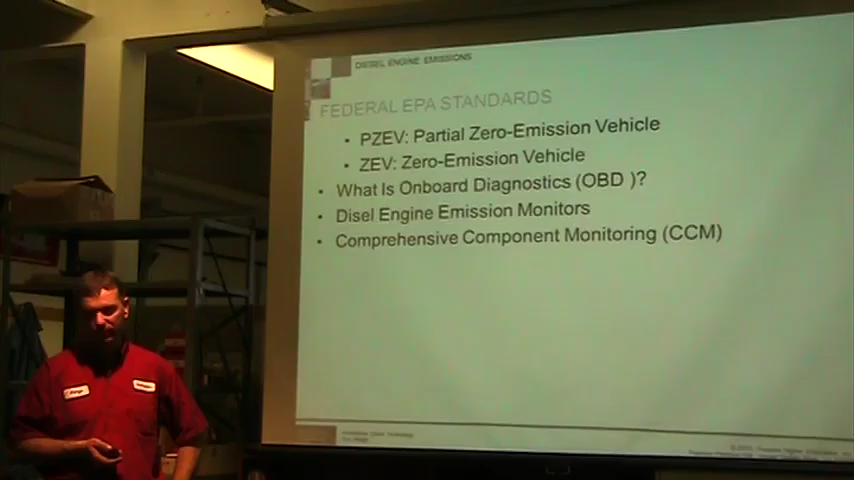 DIESEL ENGINE EMISSIONS
FEDERAL EPA STANDARDS
• PZEV: Partial Zero-Emission Vehicle
• ZEV: Zero-Emission Vehicle
• What Is Onboard Diagnostics (OBD )?
• Disel Engine Emission Monitors
• Comprehensive Component Monitoring (CCM)